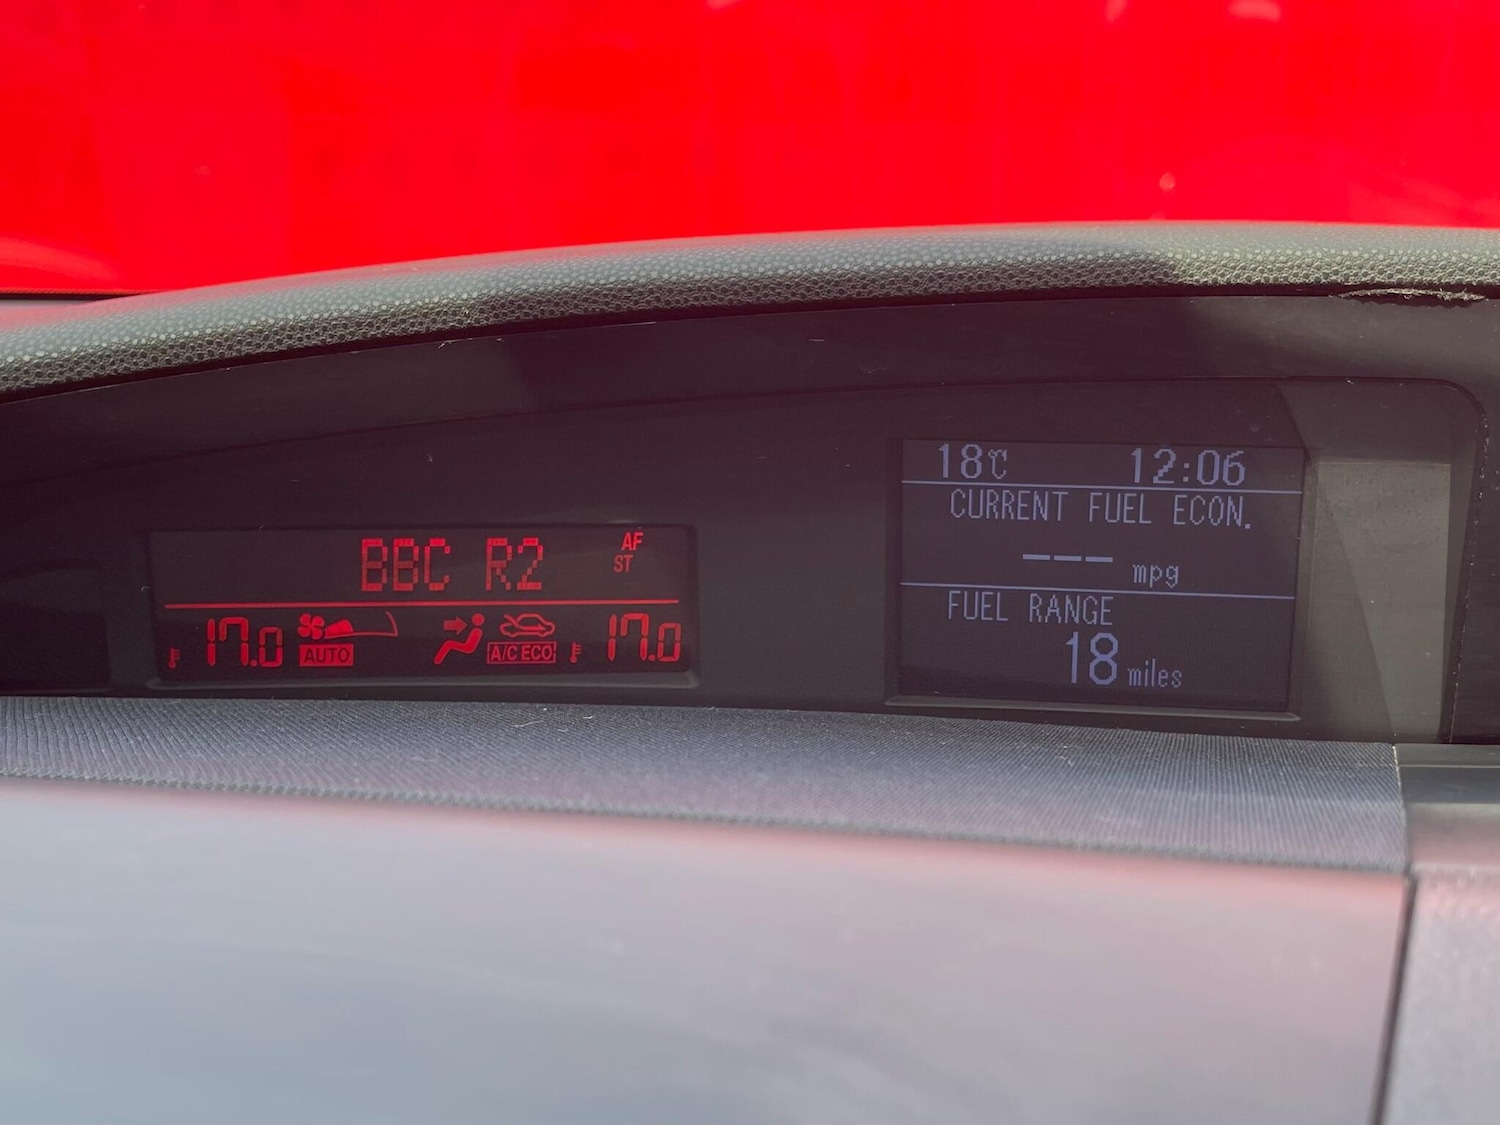 BBC R2 AF
ST
17.0 AUTO A/C ECO 17.0
18℃ 12:06
CURRENT FUEL ECON.
--- mpg
FUEL RANGE
18 miles